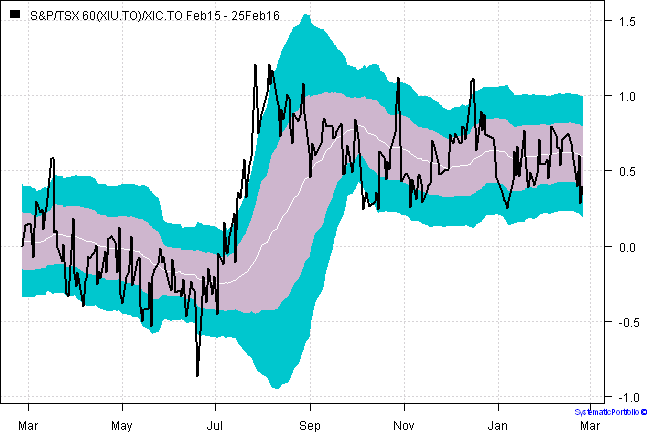 S&P/TSX 60(XIU.TO)/XIC.TO Feb15 - 25Feb16
1.5
1.0
0.5
0.0
-0.5
-1.0
SystematicPortfolio ©
Mar May Jul Sep Nov Jan Mar